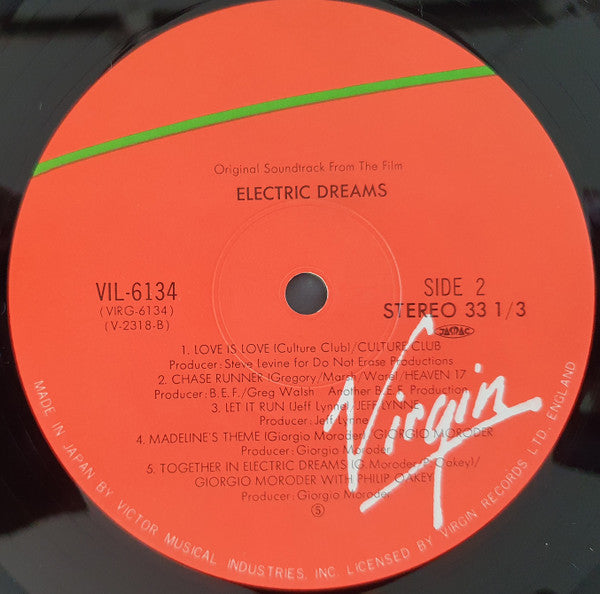 Original Soundtrack From The Film
ELECTRIC DREAMS
VIL-6134
(VIRG-6134)
(V-2318-B)
SIDE 2
STEREO 33 1/3
JASRAC
1. LOVE IS LOVE (Culture Club)/CULTURE CLUB
Producer: Steve Levine for Do Not Erase Productions
2. CHASE RUNNER (Gregory/Marsh/Ware)/HEAVEN 17
Producer: B.E.F./Greg Walsh Another B.E.F. Production
3. LET IT RUN (Jeff Lynne)/JEFF LYNNE
Producer: Jeff Lynne
4. MADELINE'S THEME (Giorgio Moroder)/GIORGIO MORODER
Producer: Giorgio Moroder
5. TOGETHER IN ELECTRIC DREAMS (G. Moroder/P. Oakey)/
GIORGIO MORODER WITH PHILIP OAKEY
Producer: Giorgio Moroder
Ⓢ
Virgin
MADE IN JAPAN BY VICTOR MUSICAL INDUSTRIES, INC. LICENSED BY VIRGIN RECORDS LTD., ENGLAND